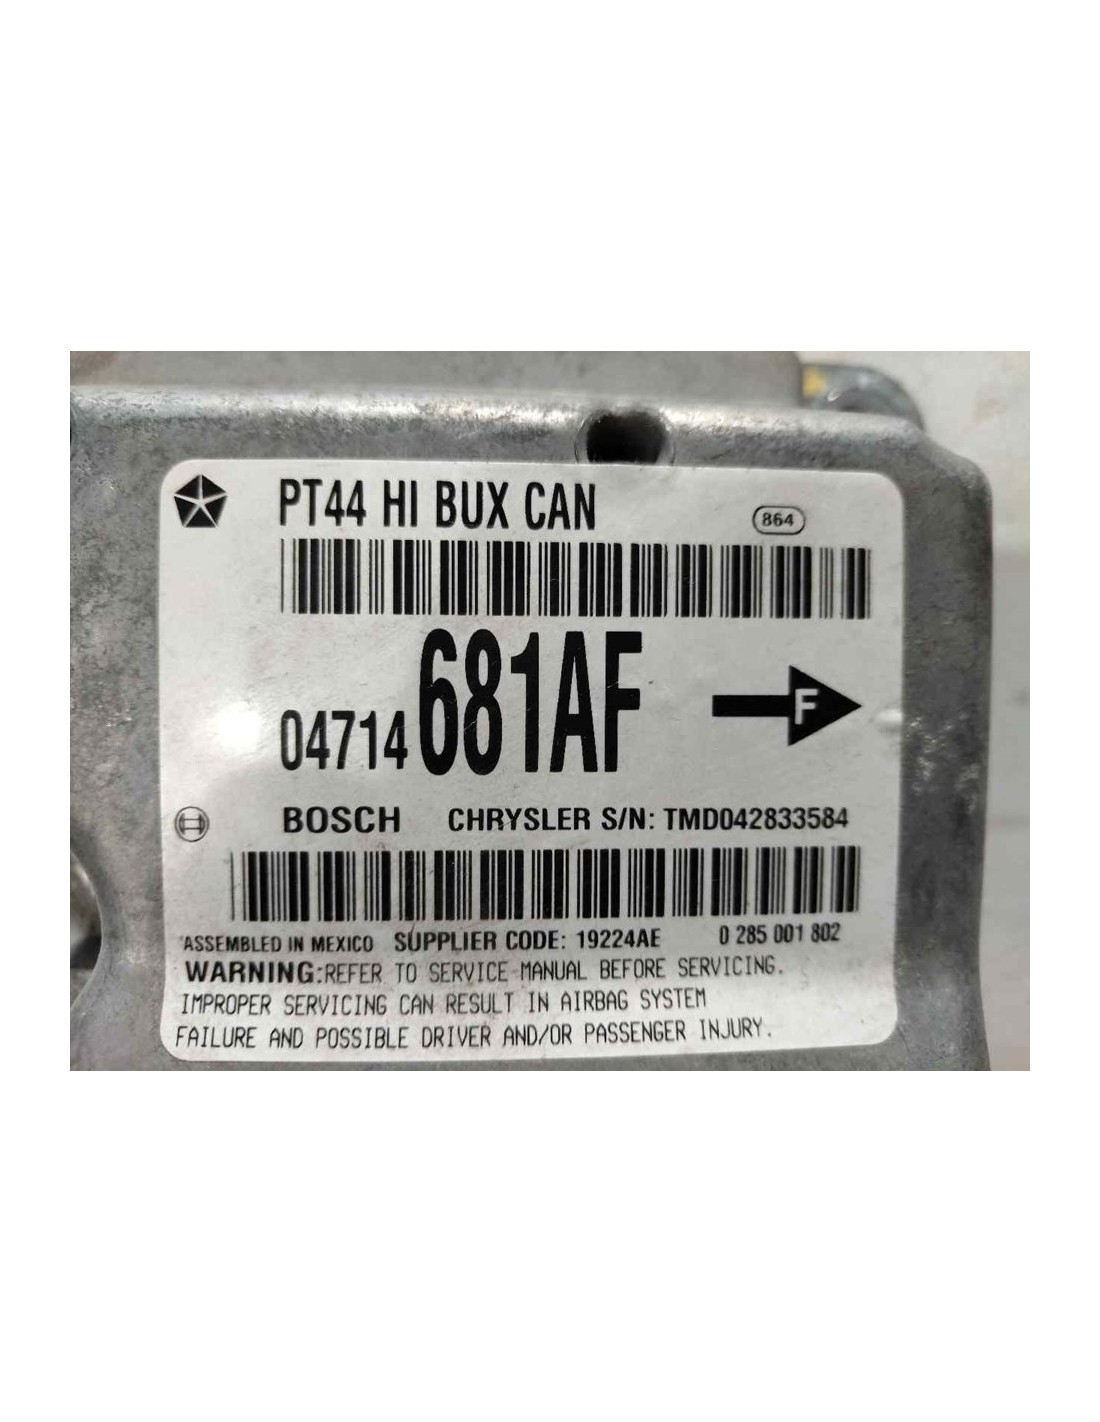 PT44 HI BUX CAN
864
04714681AF
F
BOSCH CHRYSLER S/N: TMD042833584
ASSEMBLED IN MEXICO SUPPLIER CODE: 19224AE 0 285 001 802
WARNING:REFER TO SERVICE MANUAL BEFORE SERVICING.
IMPROPER SERVICING CAN RESULT IN AIRBAG SYSTEM
FAILURE AND POSSIBLE DRIVER AND/OR PASSENGER INJURY.